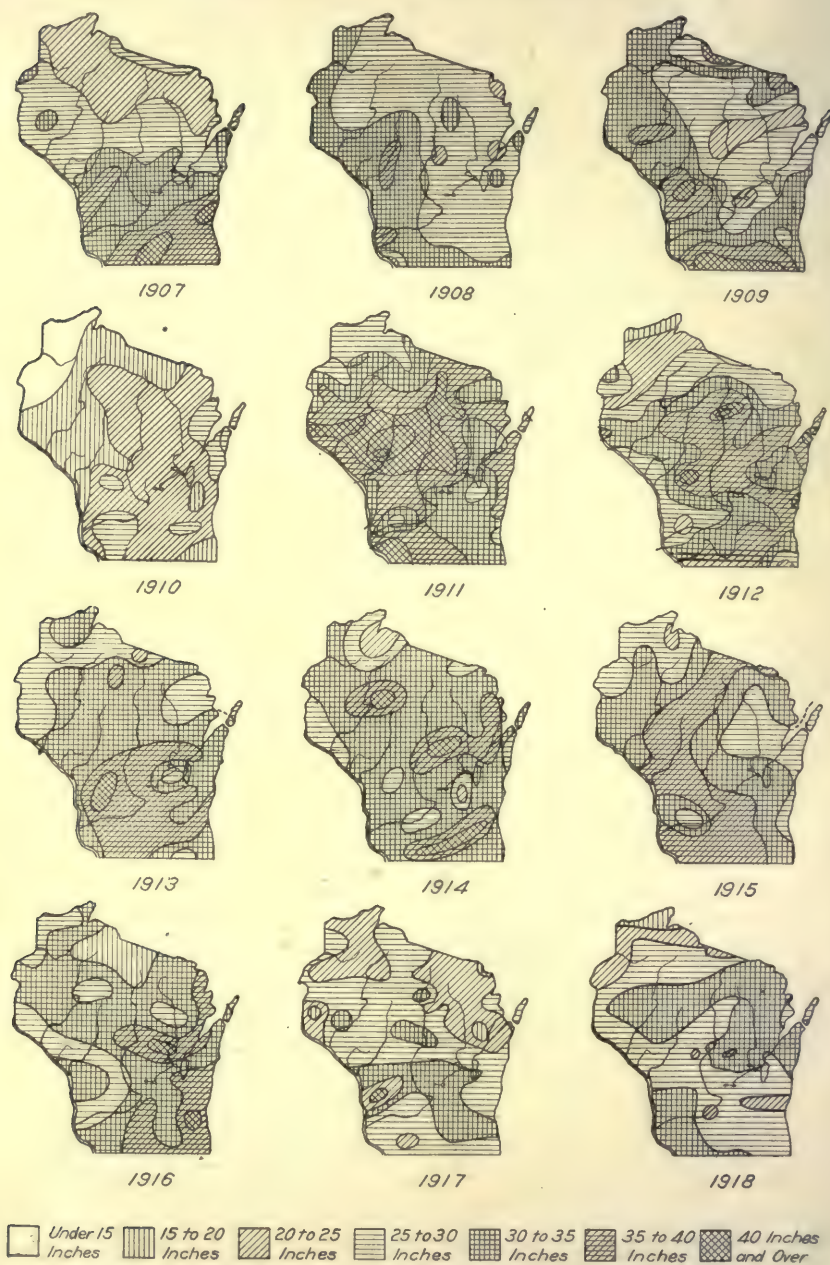 1907
1908
1909
1910
1911
1912
1913
1914
1915
1916
1917
1918
Under 15 Inches
15 to 20 Inches
20 to 25 Inches
25 to 30 Inches
30 to 35 Inches
35 to 40 Inches
40 Inches and Over